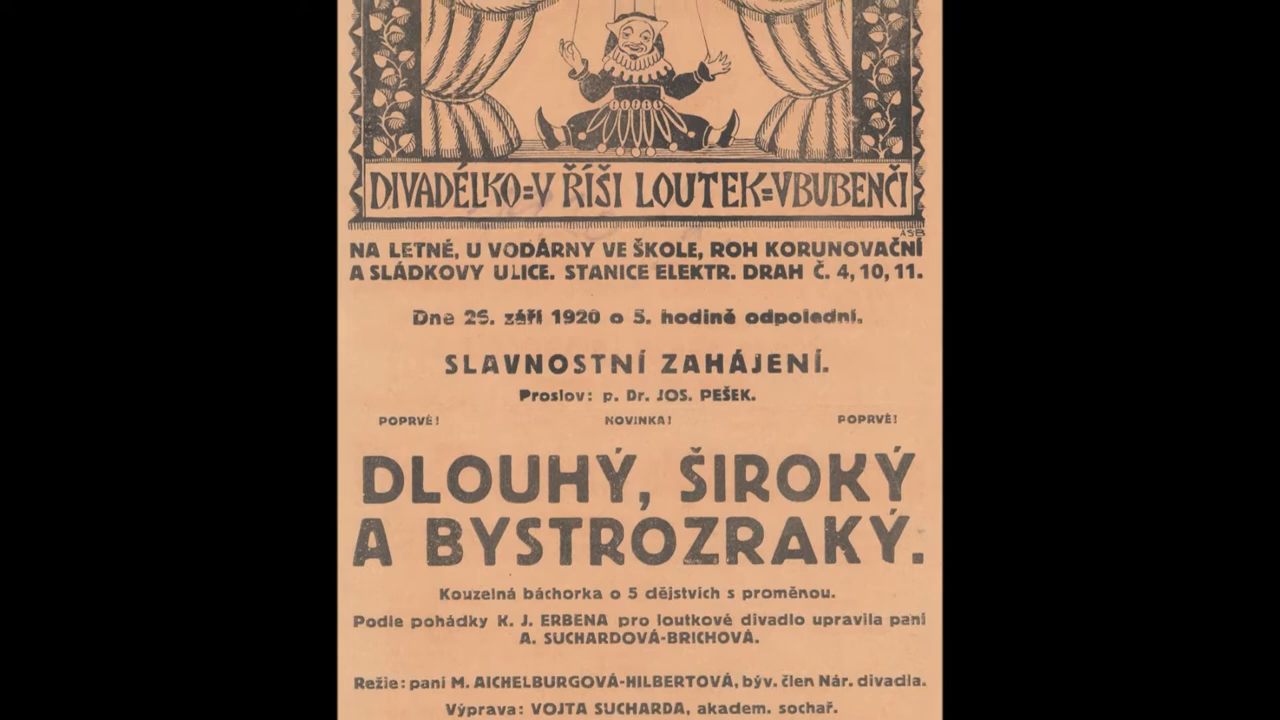 DIVADÉLKO=V ŘÍŠI LOUTEK=V BUBENČI
ASB
NA LETNÉ, U VODÁRNY VE ŠKOLE, ROH KORUNOVAČNÍ
A SLÁDKOVY ULICE. STANICE ELEKTR. DRAH Č. 4, 10, 11.
Dne 26. září 1920 o 5. hodině odpolední.
SLAVNOSTNÍ ZAHÁJENÍ.
Proslov: p. Dr. JOS. PEŠEK.
POPRVÉ! NOVINKA! POPRVÉ!
DLOUHÝ, ŠIROKÝ
A BYSTROZRAKÝ.
Kouzelná báchorka o 5 dějstvích s proměnou.
Podle pohádky K. J. ERBENA pro loutkové divadlo upravila paní
A. SUCHARDOVÁ-BRICHOVÁ.
Režie: paní M. AICHELBURGOVÁ-HILBERTOVÁ, býv. člen Nár. divadla.
Výprava: VOJTA SUCHARDA, akadem. sochař.